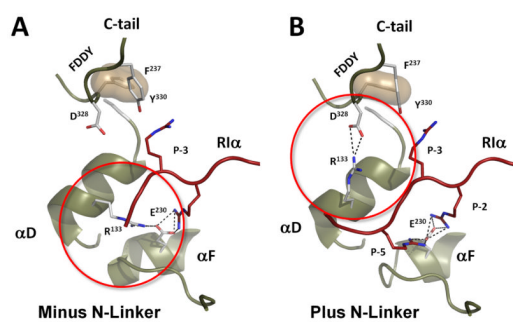 A
C-tail
FDDY
F237
Y330
D328
P-3
RIα
R133
E230
αD
αF
Minus N-Linker
B
C-tail
FDDY
F237
Y330
D328
P-3
RIα
R133
P-2
E230
αD
P-5
αF
Plus N-Linker